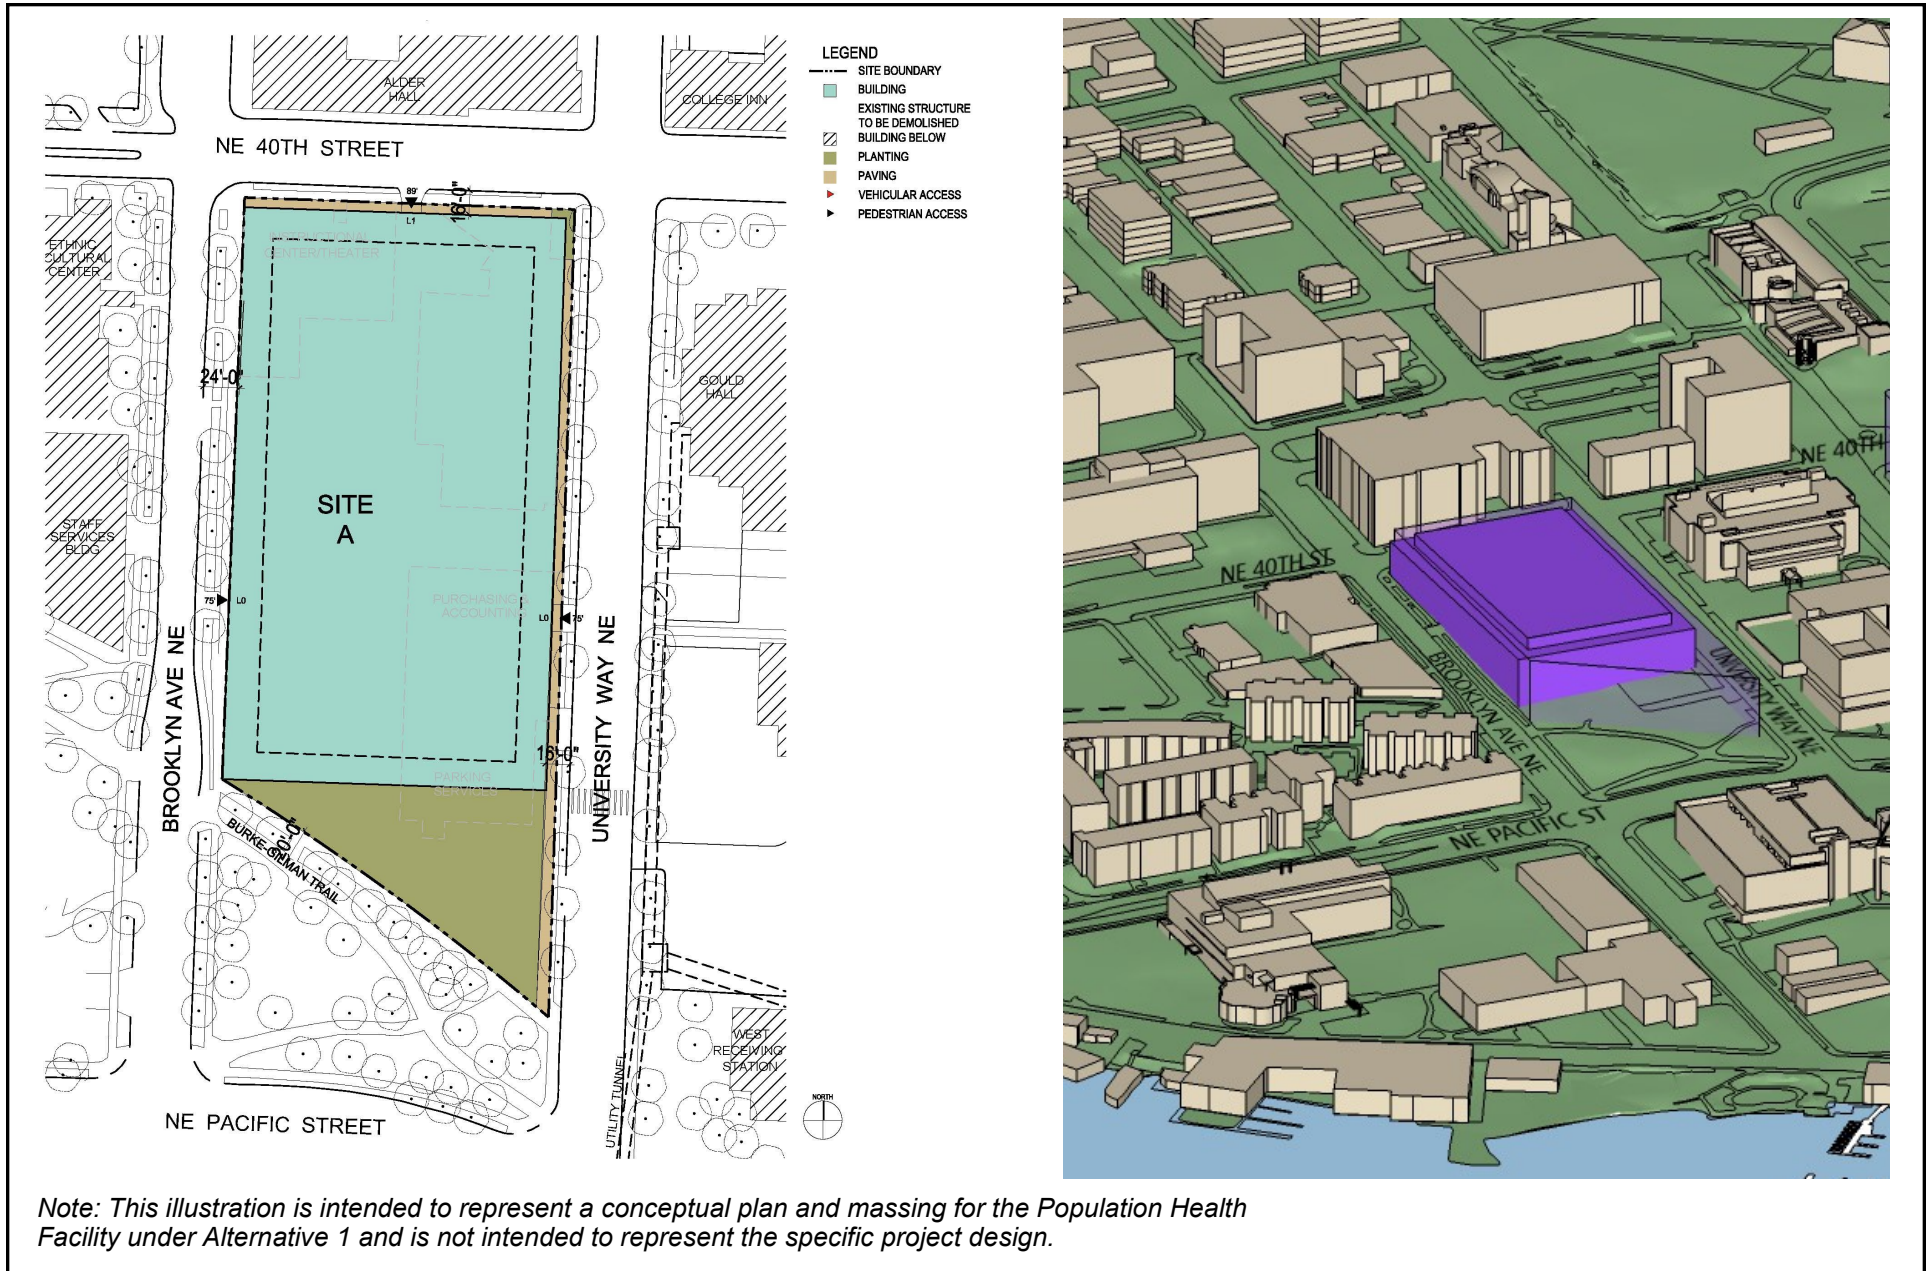 LEGEND
SITE BOUNDARY
BUILDING
EXISTING STRUCTURE
TO BE DEMOLISHED
BUILDING BELOW
PLANTING
PAVING
VEHICULAR ACCESS
PEDESTRIAN ACCESS
ALDER
HALL
COLLEGE INN
NE 40TH STREET
89'
L1
16'-0"
INSTRUCTIONAL
CENTER/THEATER
ETHNIC
CULTURAL
CENTER
24'-0"
GOULD
HALL
SITE
A
STAFF
SERVICES
BLDG
75'
L0
PURCHASING &
ACCOUNTING
L0
75'
BROOKLYN AVE NE
UNIVERSITY WAY NE
16'-0"
PARKING
SERVICES
BURKE-GILMAN TRAIL
WEST
RECEIVING
STATION
UTILITY TUNNEL
NORTH
NE PACIFIC STREET
NE 40TH
NE 40TH ST
BROOKLYN AVE NE
UNIVERSITY WAY NE
NE PACIFIC ST
Note: This illustration is intended to represent a conceptual plan and massing for the Population Health
Facility under Alternative 1 and is not intended to represent the specific project design.